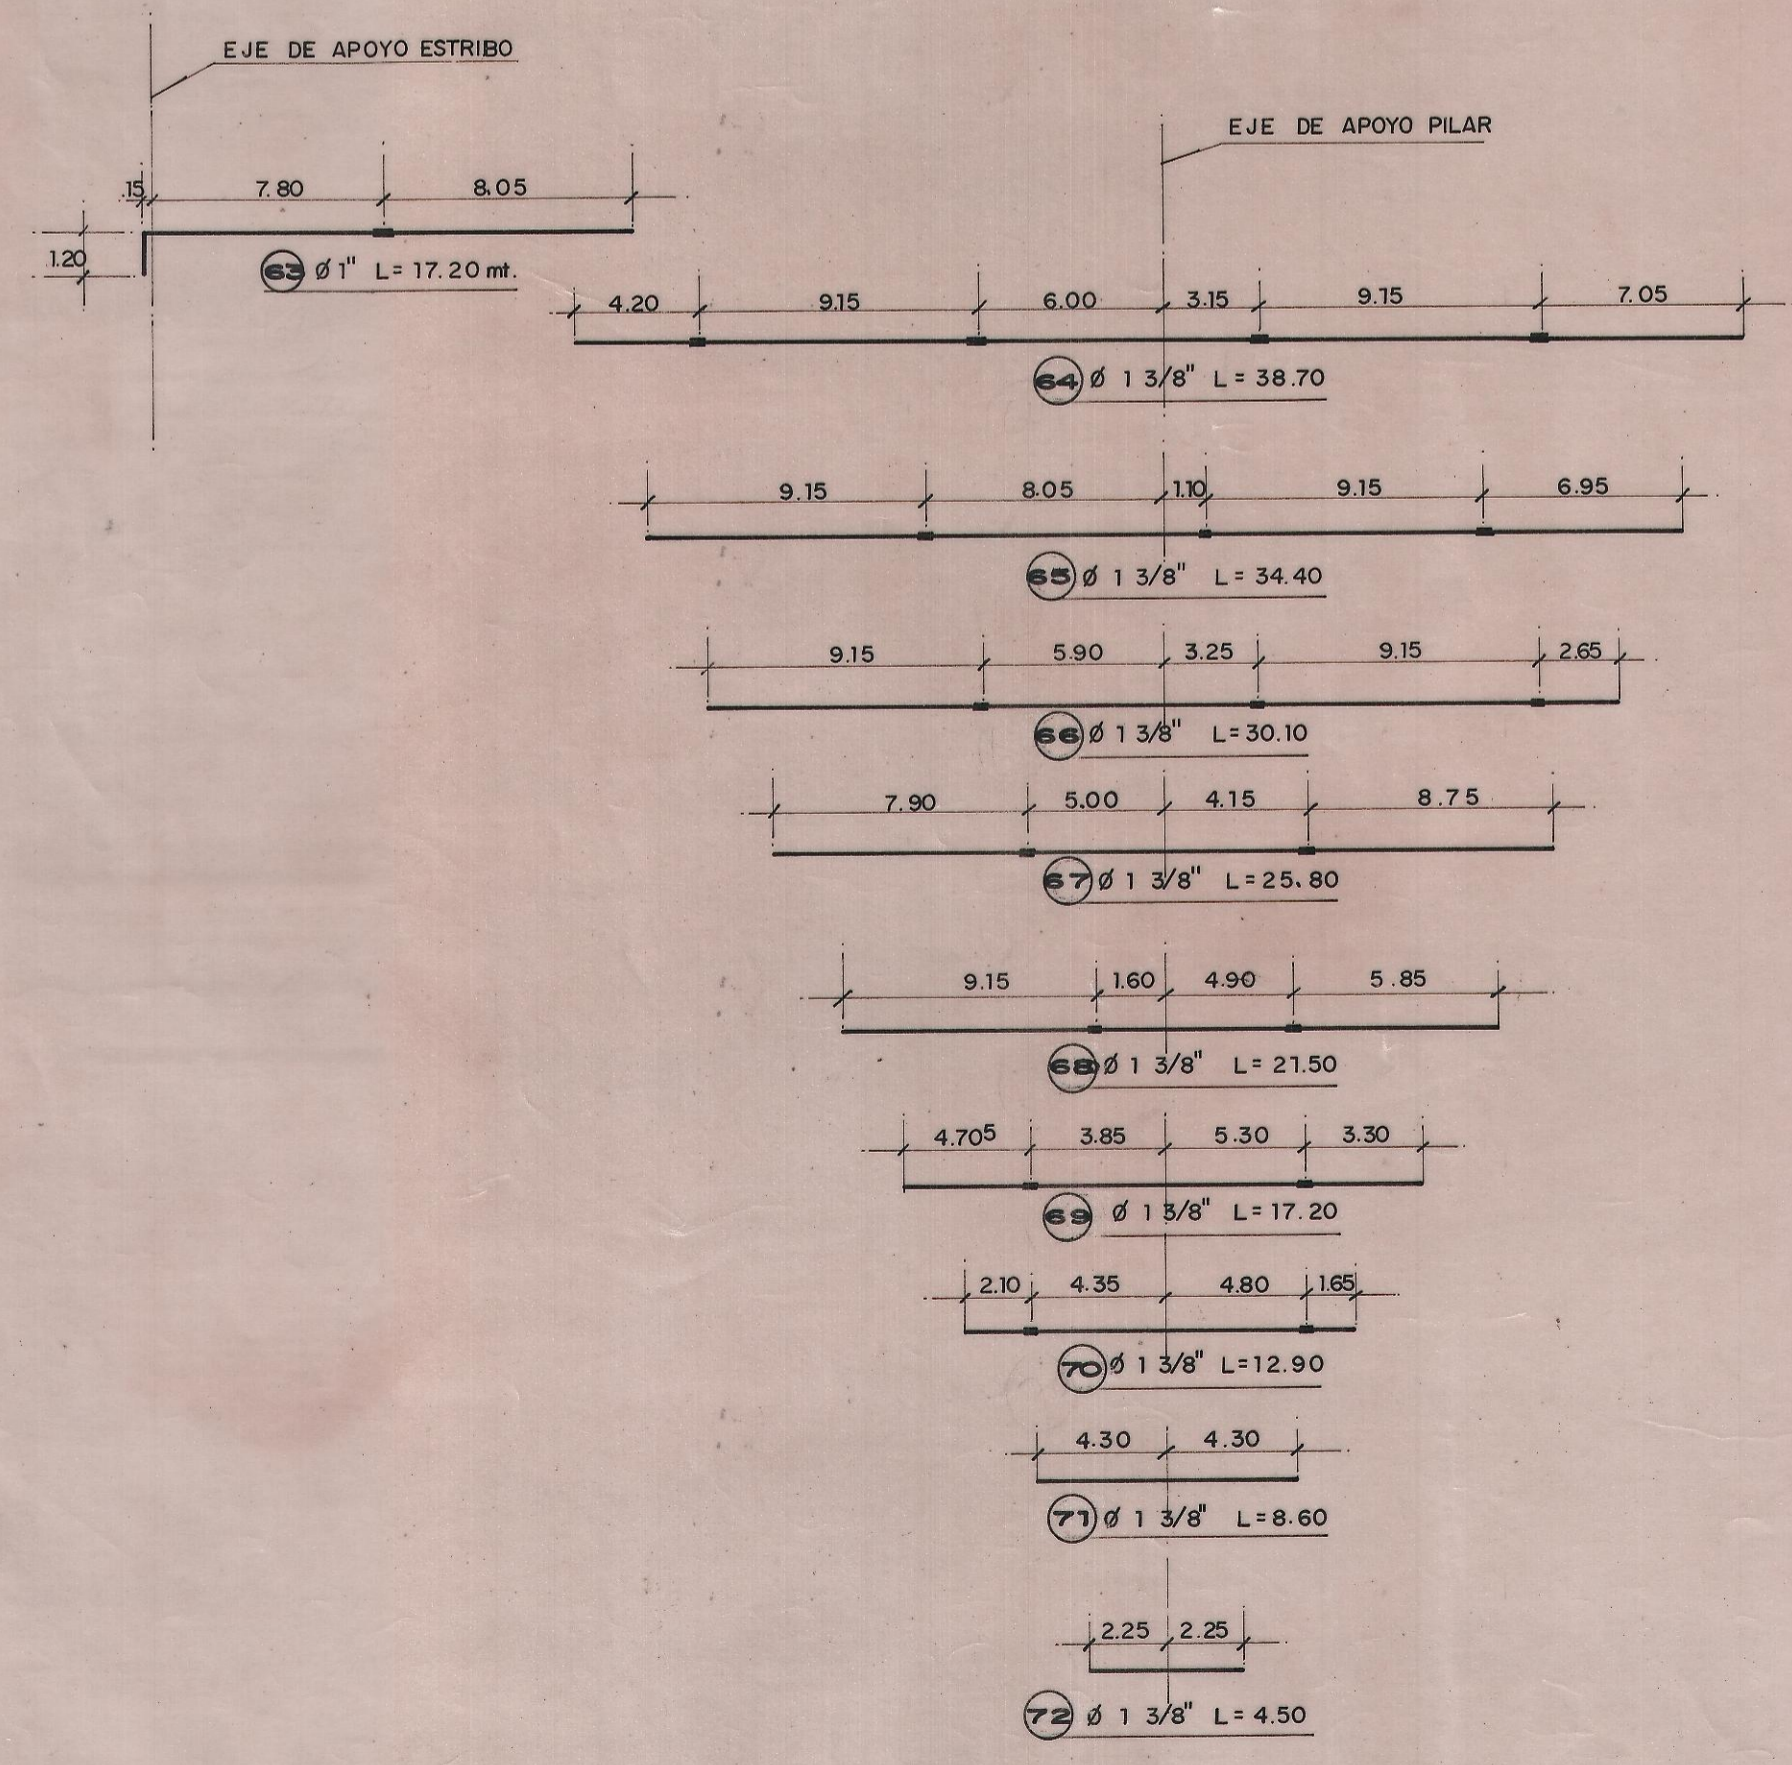 EJE DE APOYO ESTRIBO
EJE DE APOYO PILAR
.15 7.80 8.05
1.20
63 Ø 1" L= 17.20 mt.
4.20 9.15 6.00 3.15 9.15 7.05
64 Ø 1 3/8" L= 38.70
9.15 8.05 1.10 9.15 6.95
65 Ø 1 3/8" L= 34.40
9.15 5.90 3.25 9.15 2.65
66 Ø 1 3/8" L=30.10
7.90 5.00 4.15 8.75
67 Ø 1 3/8" L=25.80
9.15 1.60 4.90 5.85
68 Ø 1 3/8" L= 21.50
4.705 3.85 5.30 3.30
69 Ø 1 3/8" L=17.20
2.10 4.35 4.80 1.65
70 Ø 1 3/8" L=12.90
4.30 4.30
71 Ø 1 3/8" L=8.60
2.25 2.25
72 Ø 1 3/8" L= 4.50